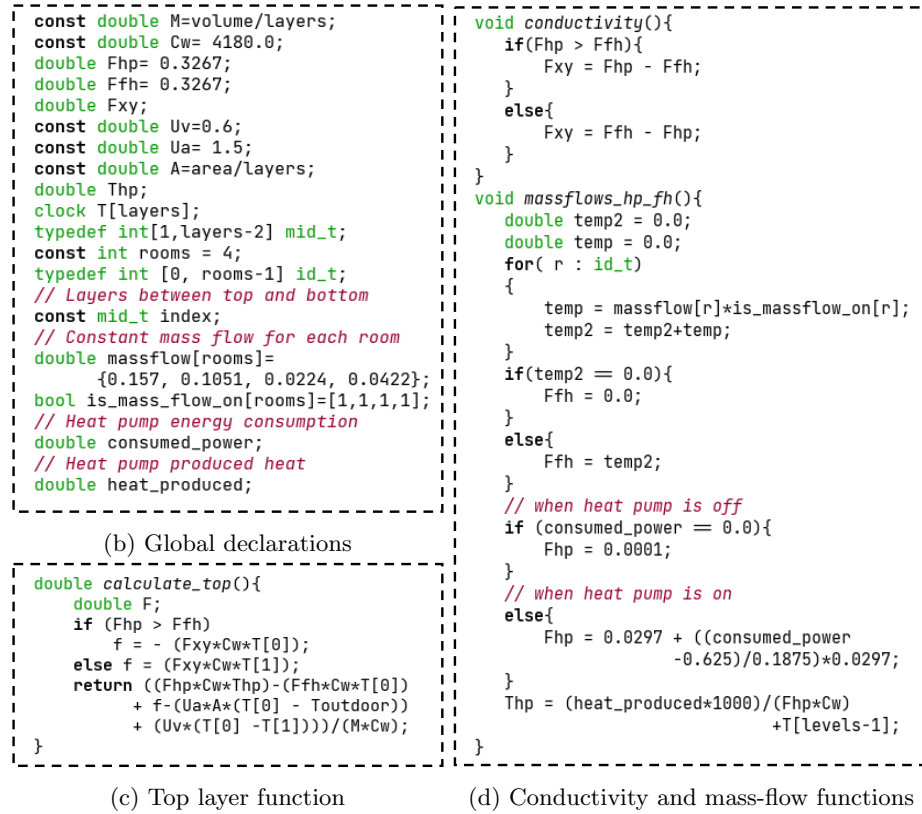 const double M=volume/layers;
const double Cw= 4180.0;
double Fhp= 0.3267;
double Ffh= 0.3267;
double Fxy;
const double Uv=0.6;
const double Ua= 1.5;
const double A=area/layers;
double Thp;
clock T[layers];
typedef int[1,layers-2] mid_t;
const int rooms = 4;
typedef int [0, rooms-1] id_t;
// Layers between top and bottom
const mid_t index;
// Constant mass flow for each room
double massflow[rooms]=
{0.157, 0.1051, 0.0224, 0.0422};
bool is_mass_flow_on[rooms]=[1,1,1,1];
// Heat pump energy consumption
double consumed_power;
// Heat pump produced heat
double heat_produced;
(b) Global declarations
double calculate_top(){
double F;
if (Fhp > Ffh)
f = - (Fxy*Cw*T[0]);
else f = (Fxy*Cw*T[1]);
return ((Fhp*Cw*Thp)-(Ffh*Cw*T[0])
+ f-(Ua*A*(T[0] - Toutdoor))
+ (Uv*(T[0] -T[1])))/(M*Cw);
}
(c) Top layer function
void conductivity(){
if(Fhp > Ffh){
Fxy = Fhp - Ffh;
}
else{
Fxy = Ffh - Fhp;
}
}
void massflows_hp_fh(){
double temp2 = 0.0;
double temp = 0.0;
for( r : id_t)
{
temp = massflow[r]*is_massflow_on[r];
temp2 = temp2+temp;
}
if(temp2 == 0.0){
Ffh = 0.0;
}
else{
Ffh = temp2;
}
// when heat pump is off
if (consumed_power == 0.0){
Fhp = 0.0001;
}
// when heat pump is on
else{
Fhp = 0.0297 + ((consumed_power
-0.625)/0.1875)*0.0297;
}
Thp = (heat_produced*1000)/(Fhp*Cw)
+T[levels-1];
}
(d) Conductivity and mass-flow functions